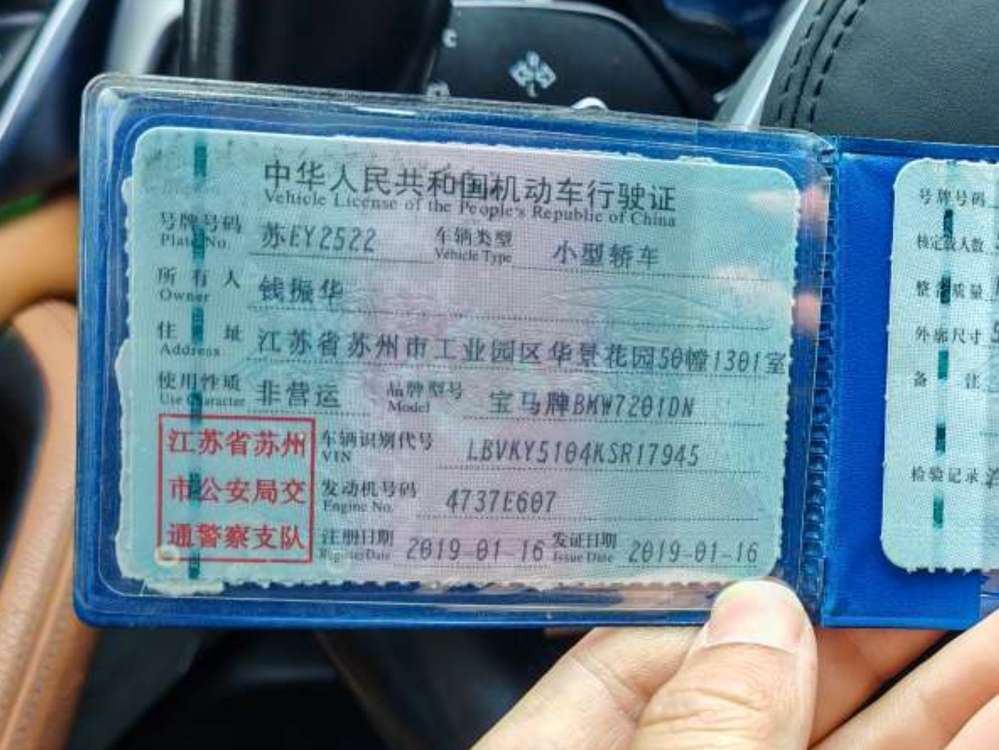 中华人民共和国机动车行驶证
Vehicle License of the People's Republic of China
号牌号码 苏EY2522 车辆类型 小型轿车
Plate No. Vehicle Type
所有人 钱振华
Owner
住址 江苏省苏州市工业园区华景花园50幢1301室
Address
使用性质 非营运 品牌型号 宝马牌BMW7201DN
Use Character Model
江苏省苏州
市公安局交
通警察支队
车辆识别代号 LBVKY5104KSR17945
VIN
发动机号码 4737E607
Engine No.
注册日期 2019-01-16 发证日期 2019-01-16
Register Date Issue Date
号牌号码
核定载人数
整备质量
外廓尺寸
备注
检验记录